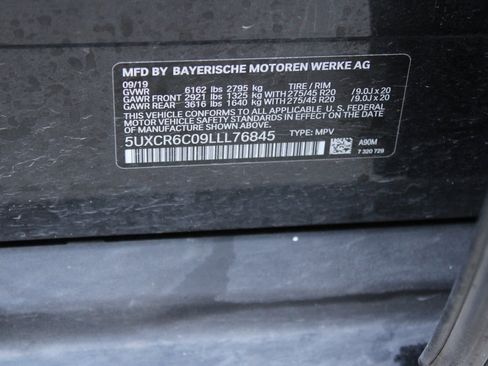 MFD BY BAYERISCHE MOTOREN WERKE AG
09/19
GVWR 6162 lbs 2795 kg TIRE / RIM
GAWR FRONT 2921 lbs 1325 kg WITH 275/45 R20 / 9.0J x 20
GAWR REAR 3616 lbs 1640 kg WITH 275/45 R20 / 9.0J x 20
THIS VEHICLE CONFORMS TO ALL APPLICABLE U. S. FEDERAL
MOTOR VEHICLE SAFETY STANDARDS IN EFFECT ON THE DATE OF
MANUFACTURE SHOWN ABOVE.
5UXCR6C09LLL76845 TYPE: MPV A90M
7 320 729